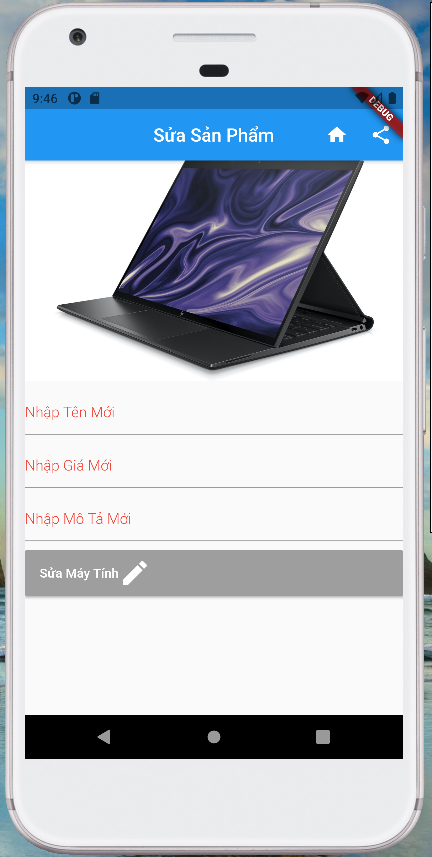 9:46
DEBUG
Sửa Sản Phẩm
Nhập Tên Mới
Nhập Giá Mới
Nhập Mô Tả Mới
Sửa Máy Tính